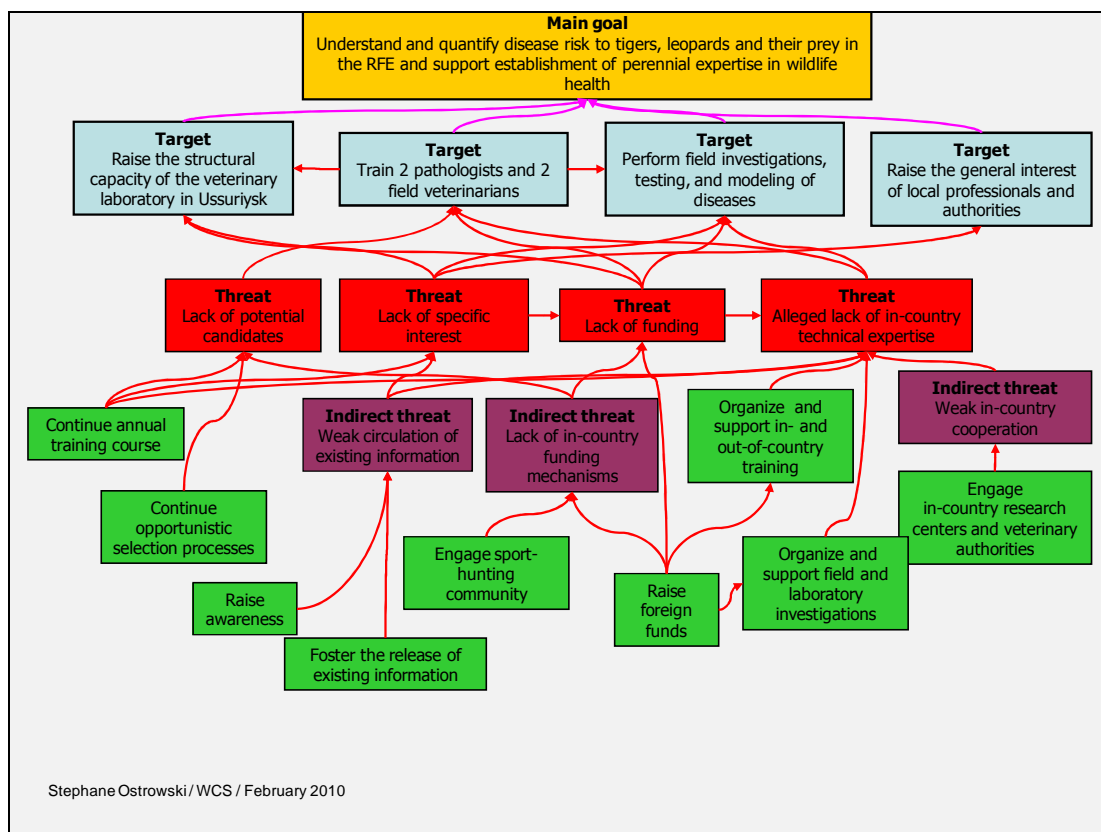 Main goal
Understand and quantify disease risk to tigers, leopards and their prey in
the RFE and support establishment of perennial expertise in wildlife
health
Target
Raise the structural
capacity of the veterinary
laboratory in Ussuriysk
Target
Train 2 pathologists and 2
field veterinarians
Target
Perform field investigations,
testing, and modeling of
diseases
Target
Raise the general interest
of local professionals and
authorities
Threat
Lack of potential
candidates
Threat
Lack of specific
interest
Threat
Lack of funding
Threat
Alleged lack of in-country
technical expertise
Continue annual
training course
Indirect threat
Weak circulation of
existing information
Indirect threat
Lack of in-country
funding
mechanisms
Organize and
support in- and
out-of-country
training
Indirect threat
Weak in-country
cooperation
Continue
opportunistic
selection processes
Engage sport-
hunting
community
Engage
in-country research
centers and veterinary
authorities
Raise
awareness
Raise
foreign
funds
Organize and
support field and
laboratory
investigations
Foster the release of
existing information
Stephane Ostrowski / WCS / February 2010